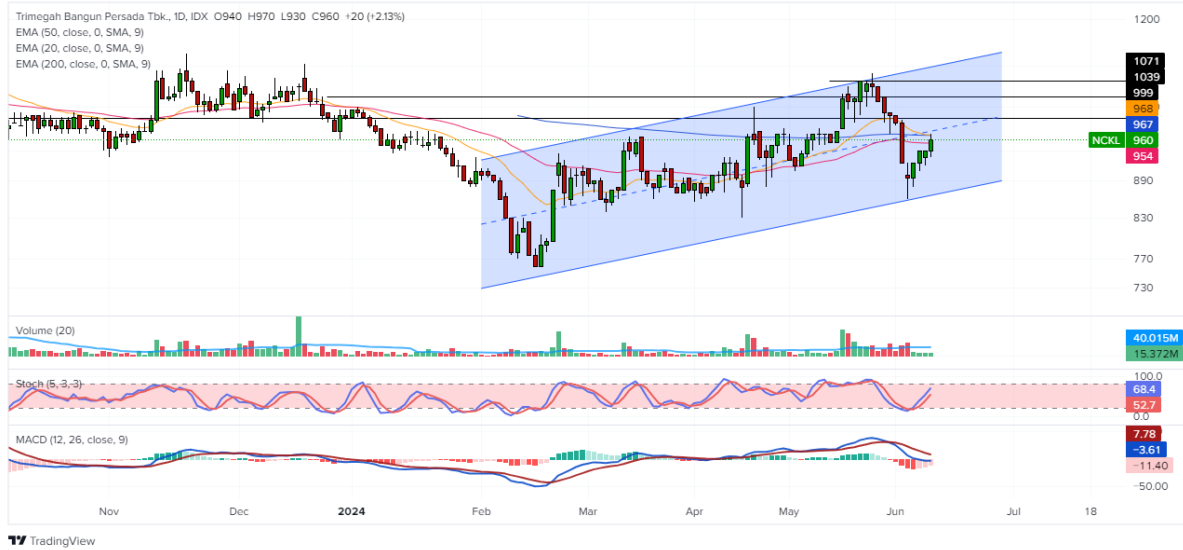 Trimegah Bangun Persada Tbk., 1D, IDX O940 H970 L930 C960 +20 (+2.13%)
EMA (50, close, 0, SMA, 9)
EMA (20, close, 0, SMA, 9)
EMA (200, close, 0, SMA, 9)
1200
1071
1039
999
968
967
NCKL 960
954
890
830
770
730
Volume (20)
40.015M
15.372M
Stoch (5, 3, 3)
100.0
68.4
52.7
0.0
MACD (12, 26, close, 9)
7.78
−3.61
−11.40
−50.00
Nov Dec 2024 Feb Mar Apr May Jun Jul 18
TradingView